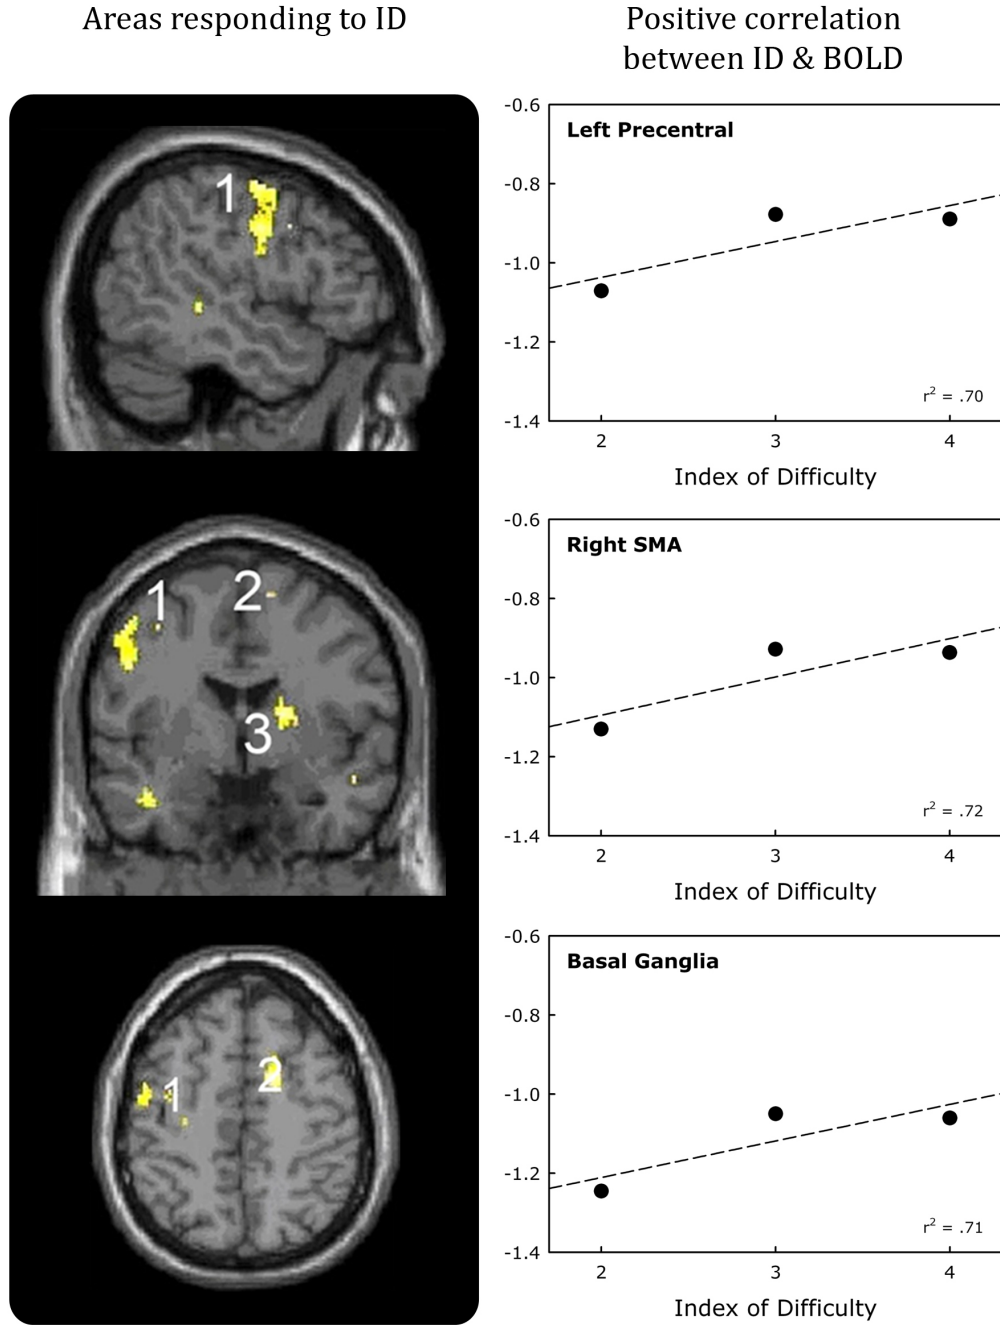 Areas responding to ID
Positive correlation
between ID & BOLD
1
1
2
3
1
2
-0.6
Left Precentral
-0.8
-1.0
-1.2
r² = .70
-1.4
2 3 4
Index of Difficulty
-0.6
Right SMA
-0.8
-1.0
-1.2
r² = .72
-1.4
2 3 4
Index of Difficulty
-0.6
Basal Ganglia
-0.8
-1.0
-1.2
r² = .71
-1.4
2 3 4
Index of Difficulty